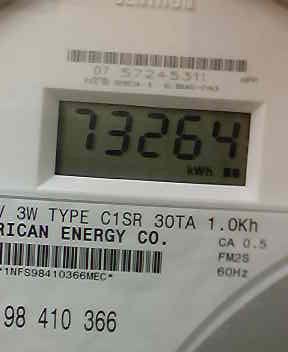 07 57245311
73264
kWh
V 3W TYPE C1SR 30TA 1.0Kh
RICAN ENERGY CO.
CA 0.5
FM2S
60Hz
*1NFS98410366MEC*
98 410 366